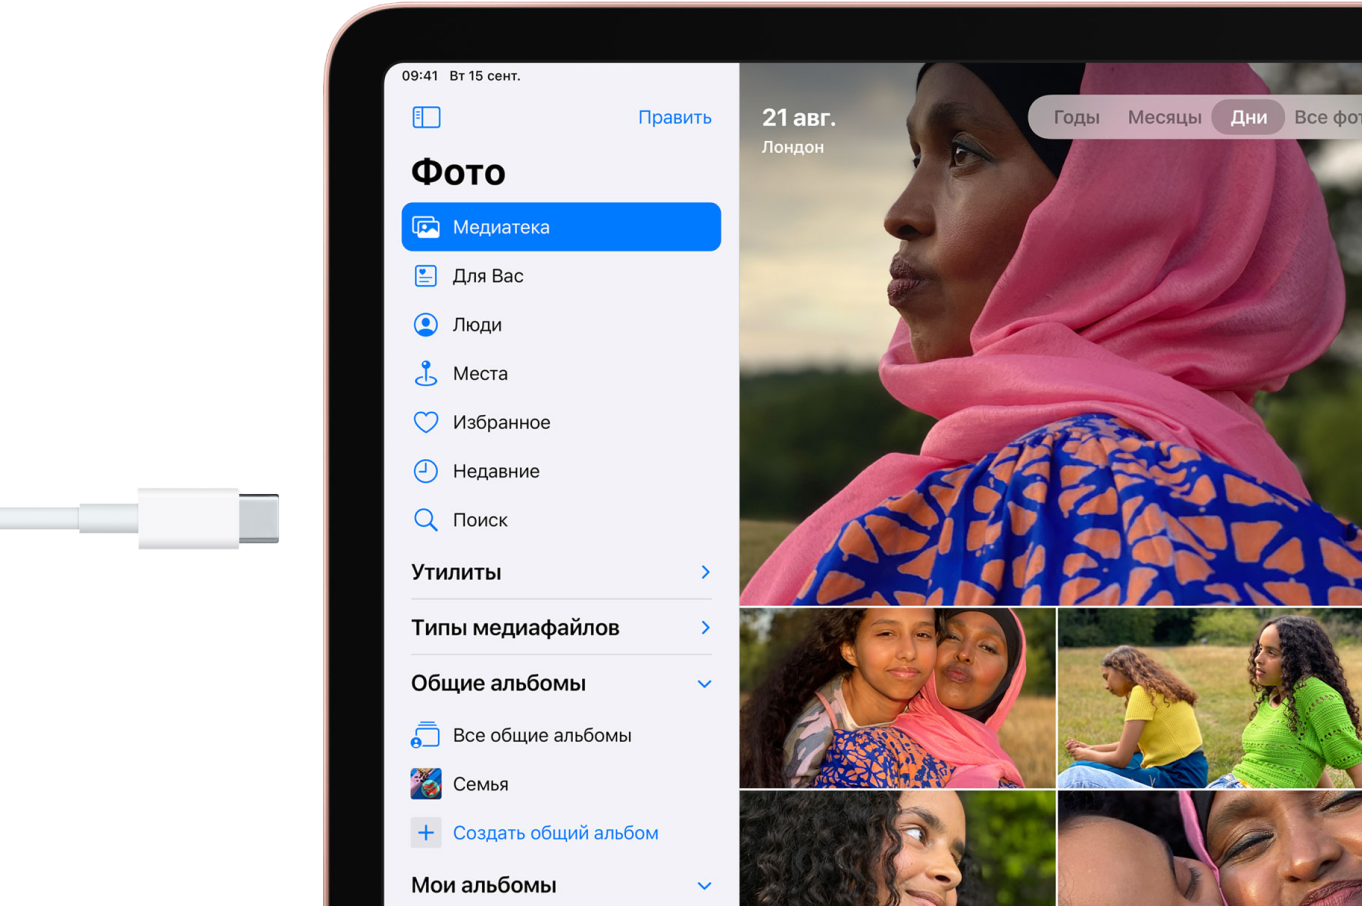 09:41 Вт 15 сент.
Править
Фото
Медиатека
Для Вас
Люди
Места
Избранное
Недавние
Поиск
Утилиты
Типы медиафайлов
Общие альбомы
Все общие альбомы
Семья
Создать общий альбом
Мои альбомы
21 авг.
Лондон
Годы Месяцы Дни Все